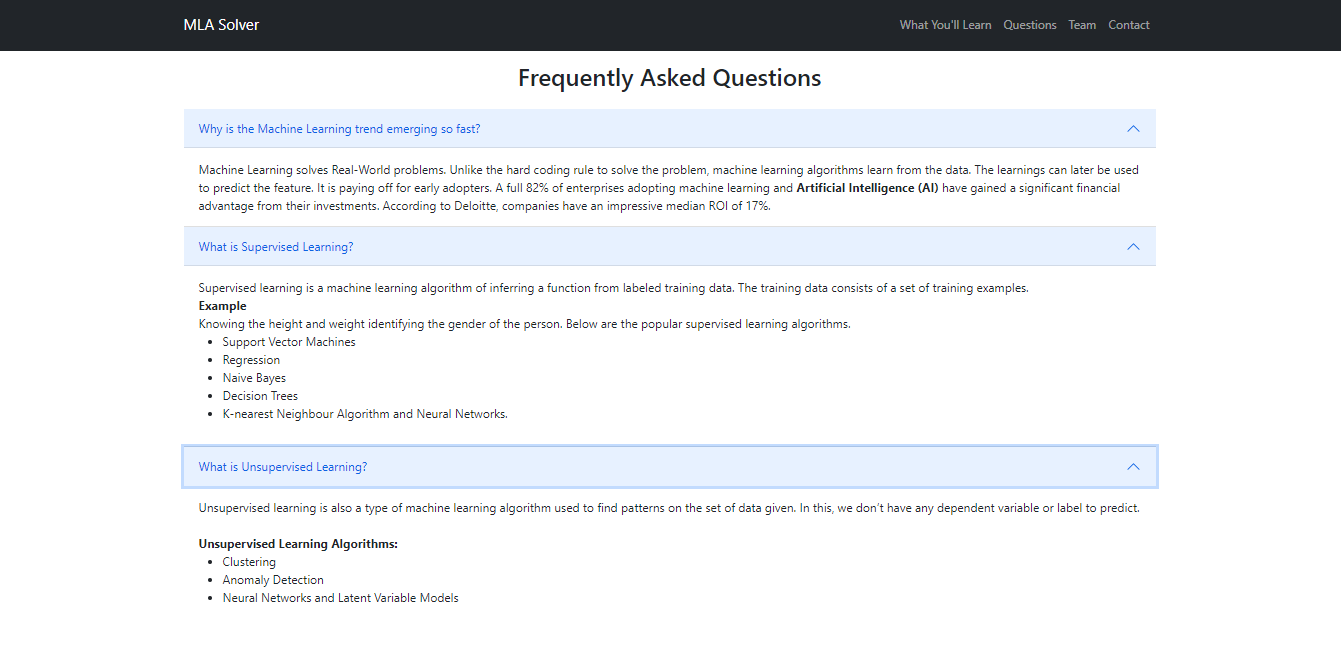 MLA Solver
What You'll Learn Questions Team Contact
Frequently Asked Questions
Why is the Machine Learning trend emerging so fast?
Machine Learning solves Real-World problems. Unlike the hard coding rule to solve the problem, machine learning algorithms learn from the data. The learnings can later be used
to predict the feature. It is paying off for early adopters. A full 82% of enterprises adopting machine learning and Artificial Intelligence (AI) have gained a significant financial
advantage from their investments. According to Deloitte, companies have an impressive median ROI of 17%.
What is Supervised Learning?
Supervised learning is a machine learning algorithm of inferring a function from labeled training data. The training data consists of a set of training examples.
Example
Knowing the height and weight identifying the gender of the person. Below are the popular supervised learning algorithms.
• Support Vector Machines
• Regression
• Naive Bayes
• Decision Trees
• K-nearest Neighbour Algorithm and Neural Networks.
What is Unsupervised Learning?
Unsupervised learning is also a type of machine learning algorithm used to find patterns on the set of data given. In this, we don’t have any dependent variable or label to predict.
Unsupervised Learning Algorithms:
• Clustering
• Anomaly Detection
• Neural Networks and Latent Variable Models